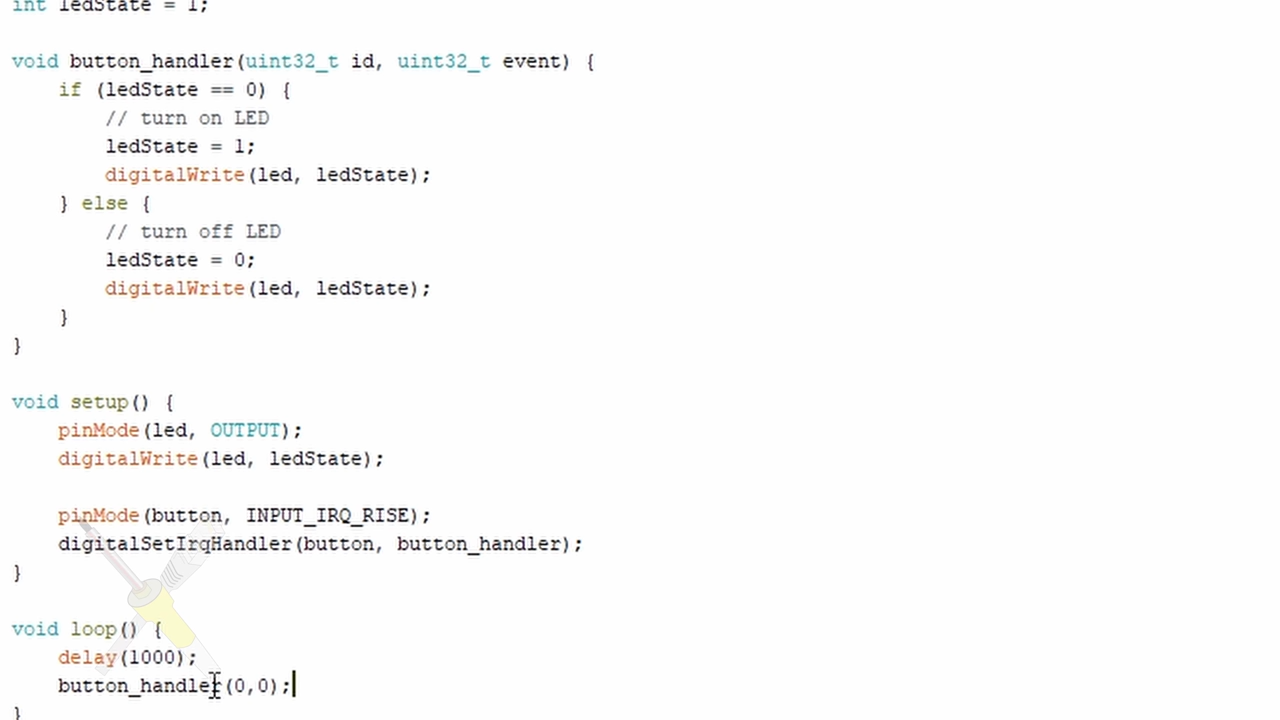 int ledState = 1;
void button_handler(uint32_t id, uint32_t event) {
if (ledState == 0) {
// turn on LED
ledState = 1;
digitalWrite(led, ledState);
} else {
// turn off LED
ledState = 0;
digitalWrite(led, ledState);
}
}
void setup() {
pinMode(led, OUTPUT);
digitalWrite(led, ledState);
pinMode(button, INPUT_IRQ_RISE);
digitalSetIrqHandler(button, button_handler);
}
void loop() {
delay(1000);
button_handler(0,0);
}